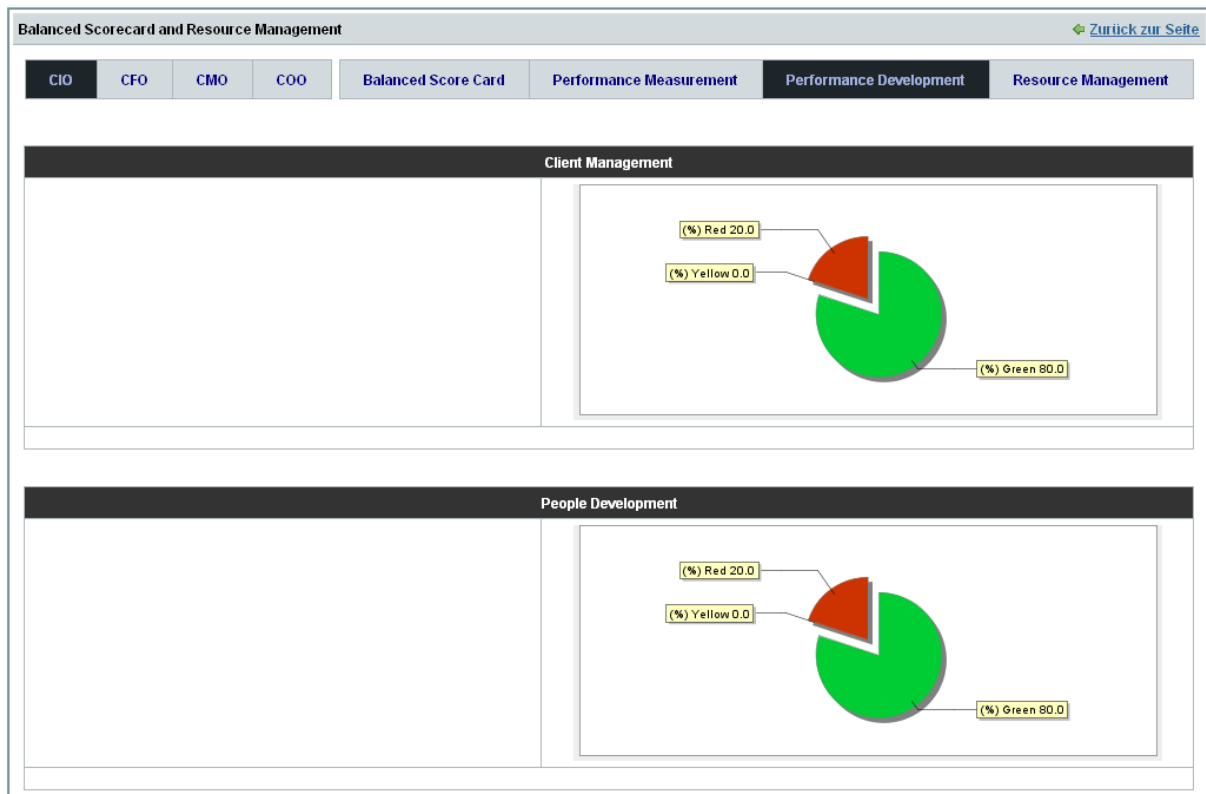 Balanced Scorecard and Resource Management
Zurück zur Seite
CIO CFO CMO COO Balanced Score Card Performance Measurement Performance Development Resource Management
Client Management
(%) Red 20.0
(%) Yellow 0.0
(%) Green 80.0
People Development
(%) Red 20.0
(%) Yellow 0.0
(%) Green 80.0